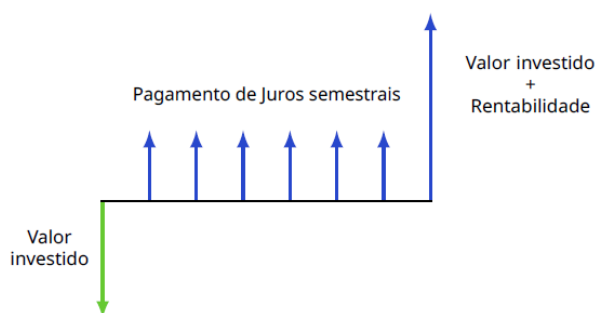 Valor investido
+
Rentabilidade
Pagamento de Juros semestrais
Valor
investido